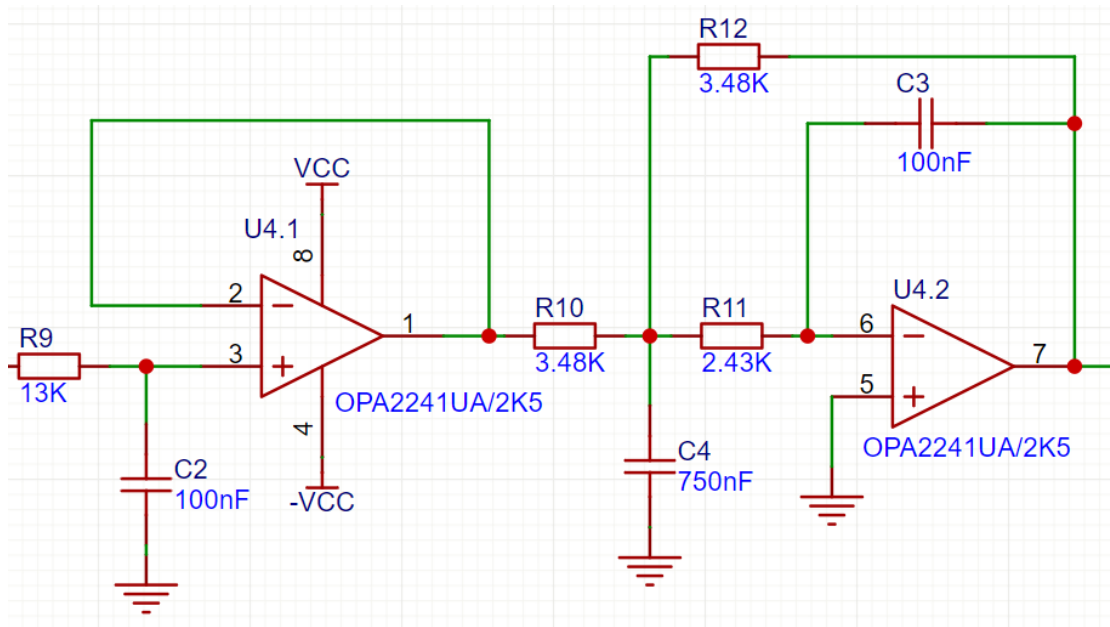 R12
3.48K
C3
100nF
VCC
U4.1
8
2
1
3
4
R9
13K
OPA2241UA/2K5
C2
100nF
-VCC
R10
3.48K
R11
2.43K
C4
750nF
U4.2
6
7
5
OPA2241UA/2K5